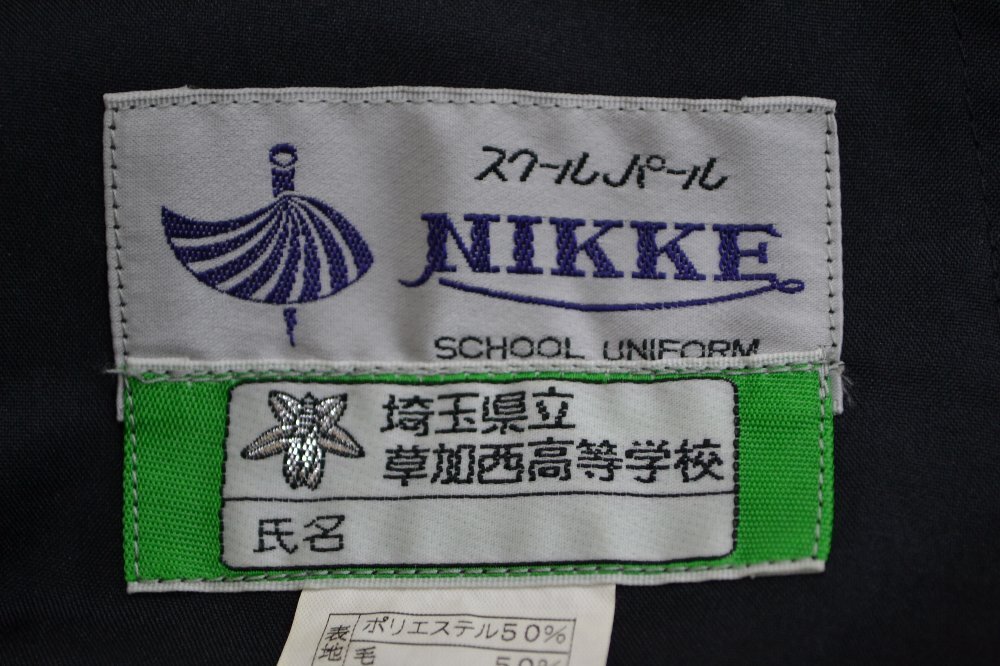 スクールパール
NIKKE
SCHOOL UNIFORM
埼玉県立
草加西高等学校
氏名
表地
ポリエステル50%
毛 50%